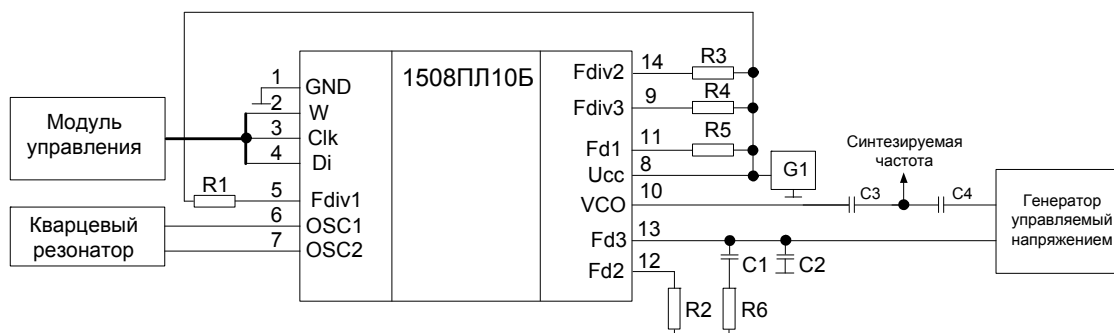 1508ПЛ10Б
Модуль
управления
Кварцевый
резонатор
R1
1
GND
2
W
3
Clk
4
Di
5
Fdiv1
6
OSC1
7
OSC2
Fdiv2
14
R3
Fdiv3
9
R4
Fd1
11
R5
Ucc
8
G1
VCO
10
Fd3
13
Fd2
12
R2
R6
C1
C2
Синтезируемая
частота
C3
C4
Генератор
управляемый
напряжением